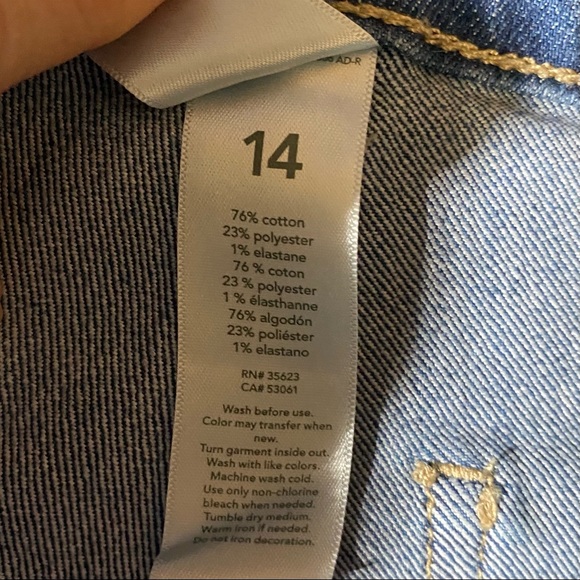 AD-R
14
76% cotton
23% polyester
1% elastane
76 % coton
23 % polyester
1 % élasthanne
76% algodón
23% poliéster
1% elastano
RN# 35623
CA# 53061
Wash before use.
Color may transfer when
new.
Turn garment inside out.
Wash with like colors.
Machine wash cold.
Use only non-chlorine
bleach when needed.
Tumble dry medium.
Warm iron if needed.
Do not iron decoration.